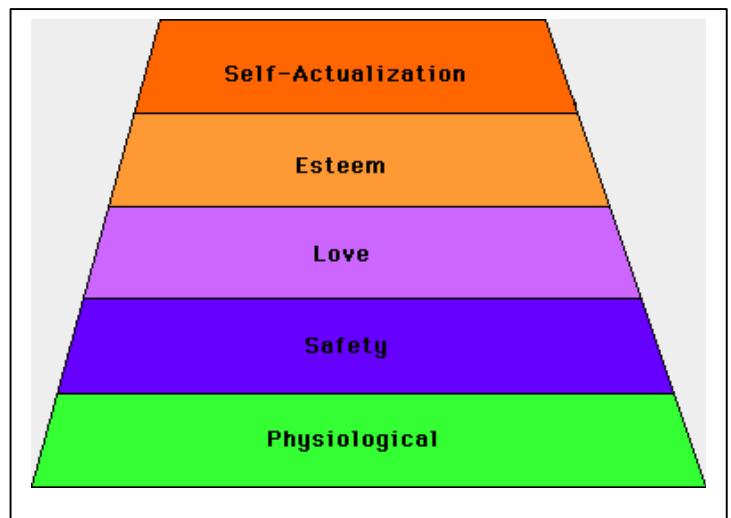 Self-Actualization
Esteem
Love
Safety
Physiological